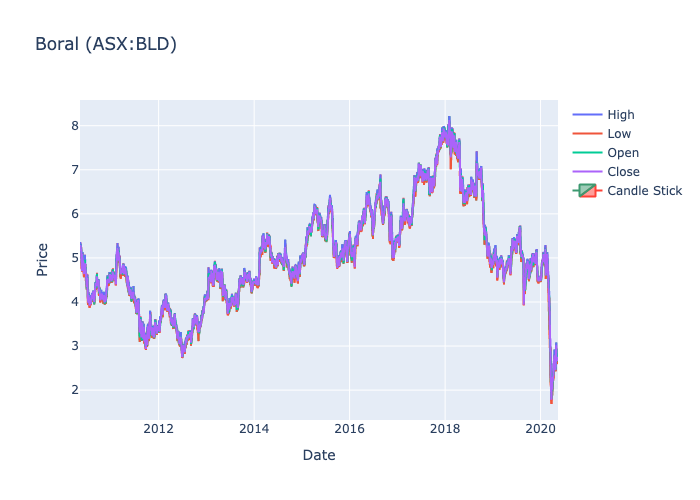 Boral (ASX:BLD)
High
Low
Open
Close
Candle Stick
8
7
6
5
4
3
2
Price
2012 2014 2016 2018 2020
Date